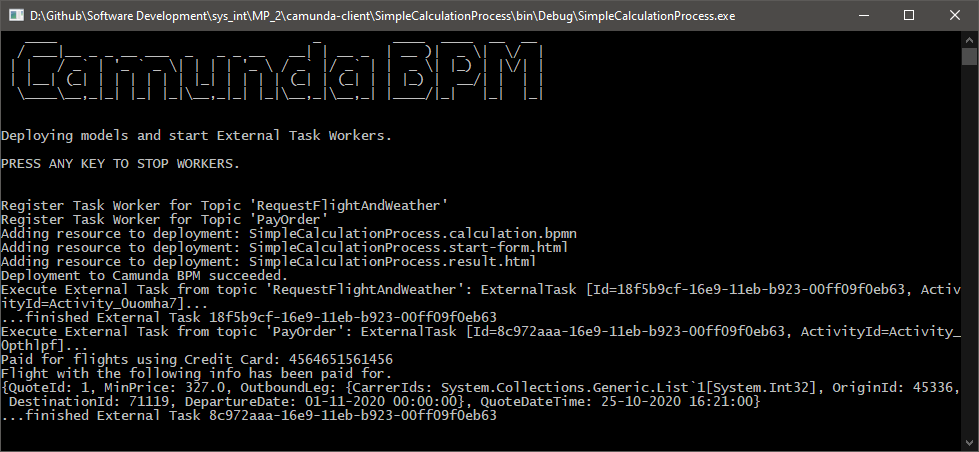 D:\Github\Software Development\sys_int\MP_2\camunda-client\SimpleCalculationProcess\bin\Debug\SimpleCalculationProcess.exe
Camunda BPM
Deploying models and start External Task Workers.
PRESS ANY KEY TO STOP WORKERS.
Register Task Worker for Topic 'RequestFlightAndWeather'
Register Task Worker for Topic 'PayOrder'
Adding resource to deployment: SimpleCalculationProcess.calculation.bpmn
Adding resource to deployment: SimpleCalculationProcess.start-form.html
Adding resource to deployment: SimpleCalculationProcess.result.html
Deployment to Camunda BPM succeeded.
Execute External Task from topic 'RequestFlightAndWeather': ExternalTask [Id=18f5b9cf-16e9-11eb-b923-00ff09f0eb63, Activ
ityId=Activity_0uomha7]...
...finished External Task 18f5b9cf-16e9-11eb-b923-00ff09f0eb63
Execute External Task from topic 'PayOrder': ExternalTask [Id=8c972aaa-16e9-11eb-b923-00ff09f0eb63, ActivityId=Activity_
0pthlpf]...
Paid for flights using Credit Card: 4564651561456
Flight with the following info has been paid for.
{QuoteId: 1, MinPrice: 327.0, OutboundLeg: {CarrerIds: System.Collections.Generic.List`1[System.Int32], OriginId: 45336,
 DestinationId: 71119, DepartureDate: 01-11-2020 00:00:00}, QuoteDateTime: 25-10-2020 16:21:00}
...finished External Task 8c972aaa-16e9-11eb-b923-00ff09f0eb63